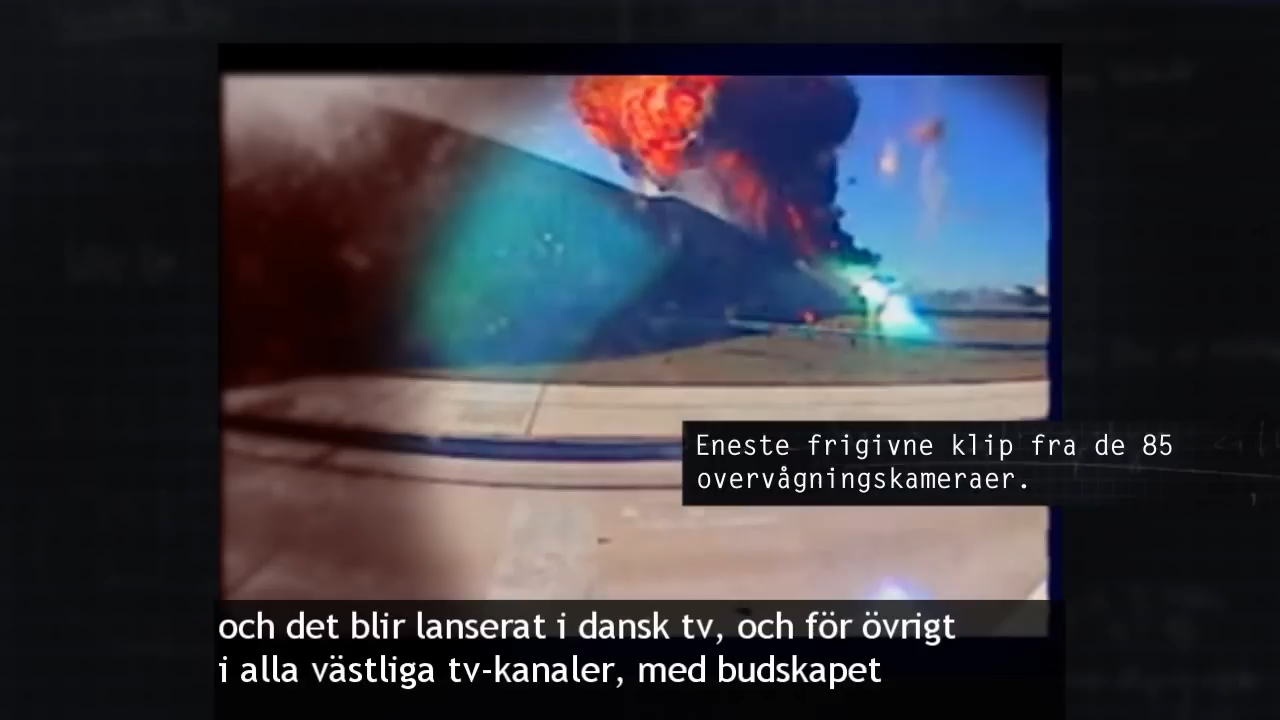 Eneste frigivne klip fra de 85
overvågningskameraer.
och det blir lanserat i dansk tv, och för övrigt
i alla västliga tv-kanaler, med budskapet